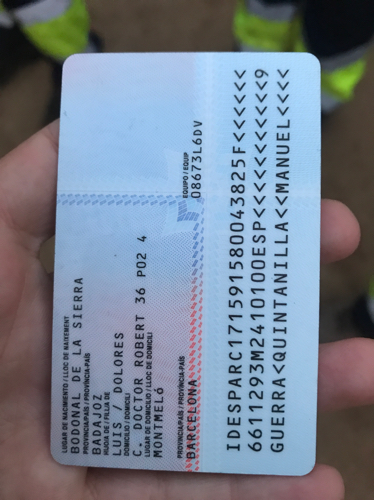 LUGAR DE NACIMIENTO / LLOC DE NAIXEMENT
BODONAL DE LA SIERRA
PROVINCIA/PAÍS / PROVÍNCIA-PAÍS
BADAJOZ
HIJO/A DE / FILL/A DE
LUIS / DOLORES
DOMICILIO / DOMICILI
C. DOCTOR ROBERT 36 P02 4
LUGAR DE DOMICILIO / LLOC DE DOMICILI
MONTMELÓ
PROVINCIA/PAÍS / PROVÍNCIA-PAÍS
BARCELONA
EQUIPO / EQUIP
08673L6DV
IDESPARC171591580043825F<<<<<<
6611293M2410100ESP<<<<<<<<<<<9
GUERRA<QUINTANILLA<<MANUEL<<<<